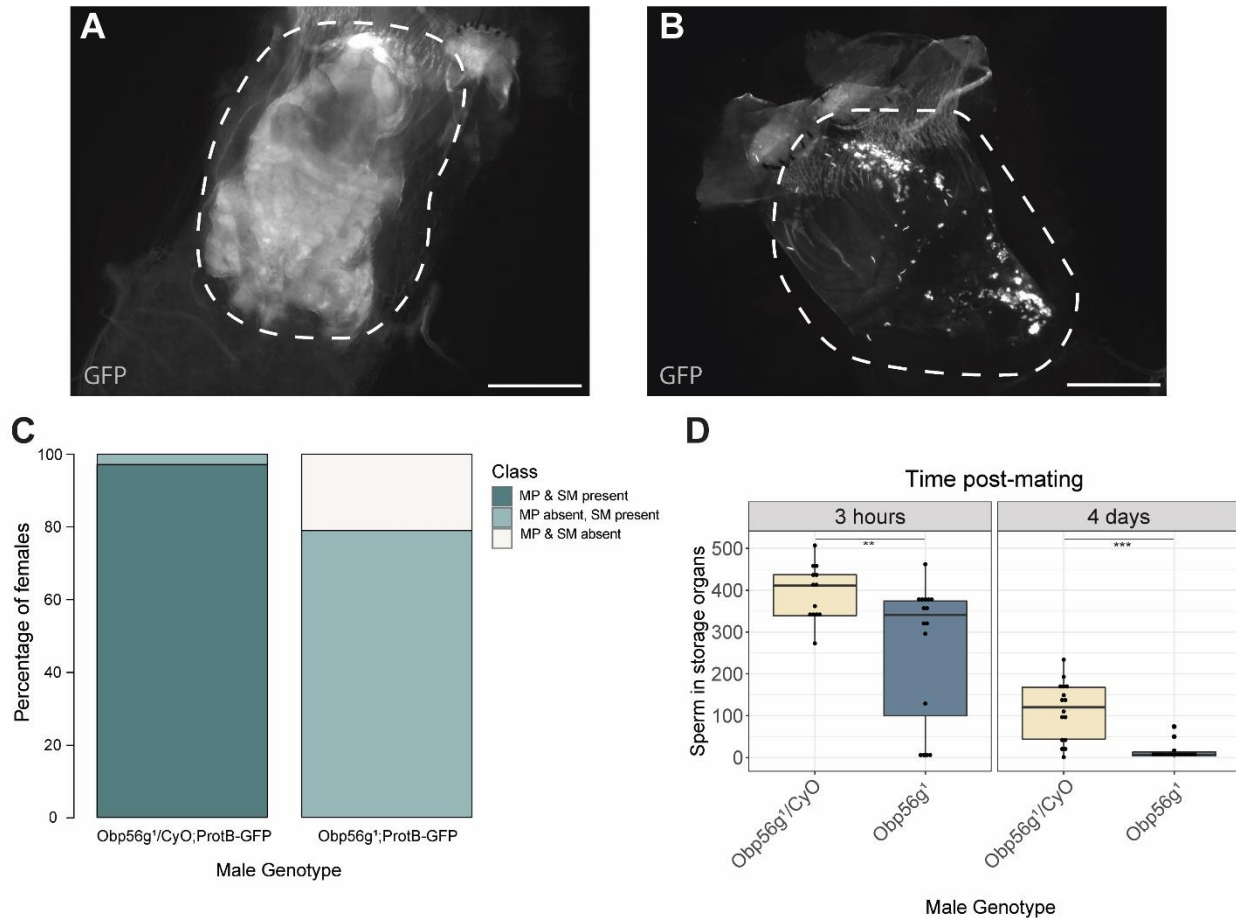 A
GFP
B
GFP
C
Percentage of females
100
80
60
40
20
0
Obp56g¹/CyO;ProtB-GFP
Obp56g¹;ProtB-GFP
Male Genotype
Class
MP & SM present
MP absent, SM present
MP & SM absent
D
Time post-mating
3 hours
4 days
**
***
Sperm in storage organs
500
400
300
200
100
0
Obp56g¹/CyO
Obp56g¹
Obp56g¹/CyO
Obp56g¹
Male Genotype